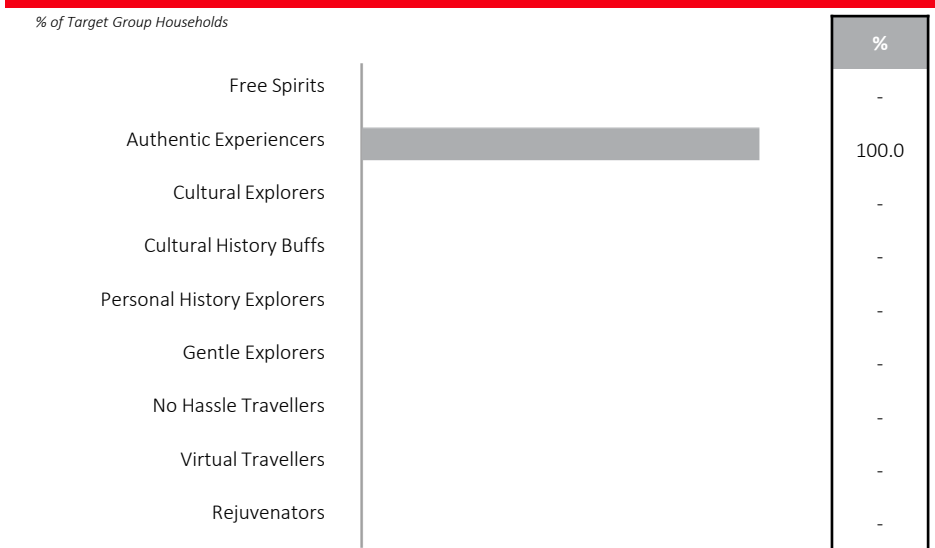 % of Target Group Households
%
Free Spirits -
Authentic Experiencers 100.0
Cultural Explorers -
Cultural History Buffs -
Personal History Explorers -
Gentle Explorers -
No Hassle Travellers -
Virtual Travellers -
Rejuvenators -